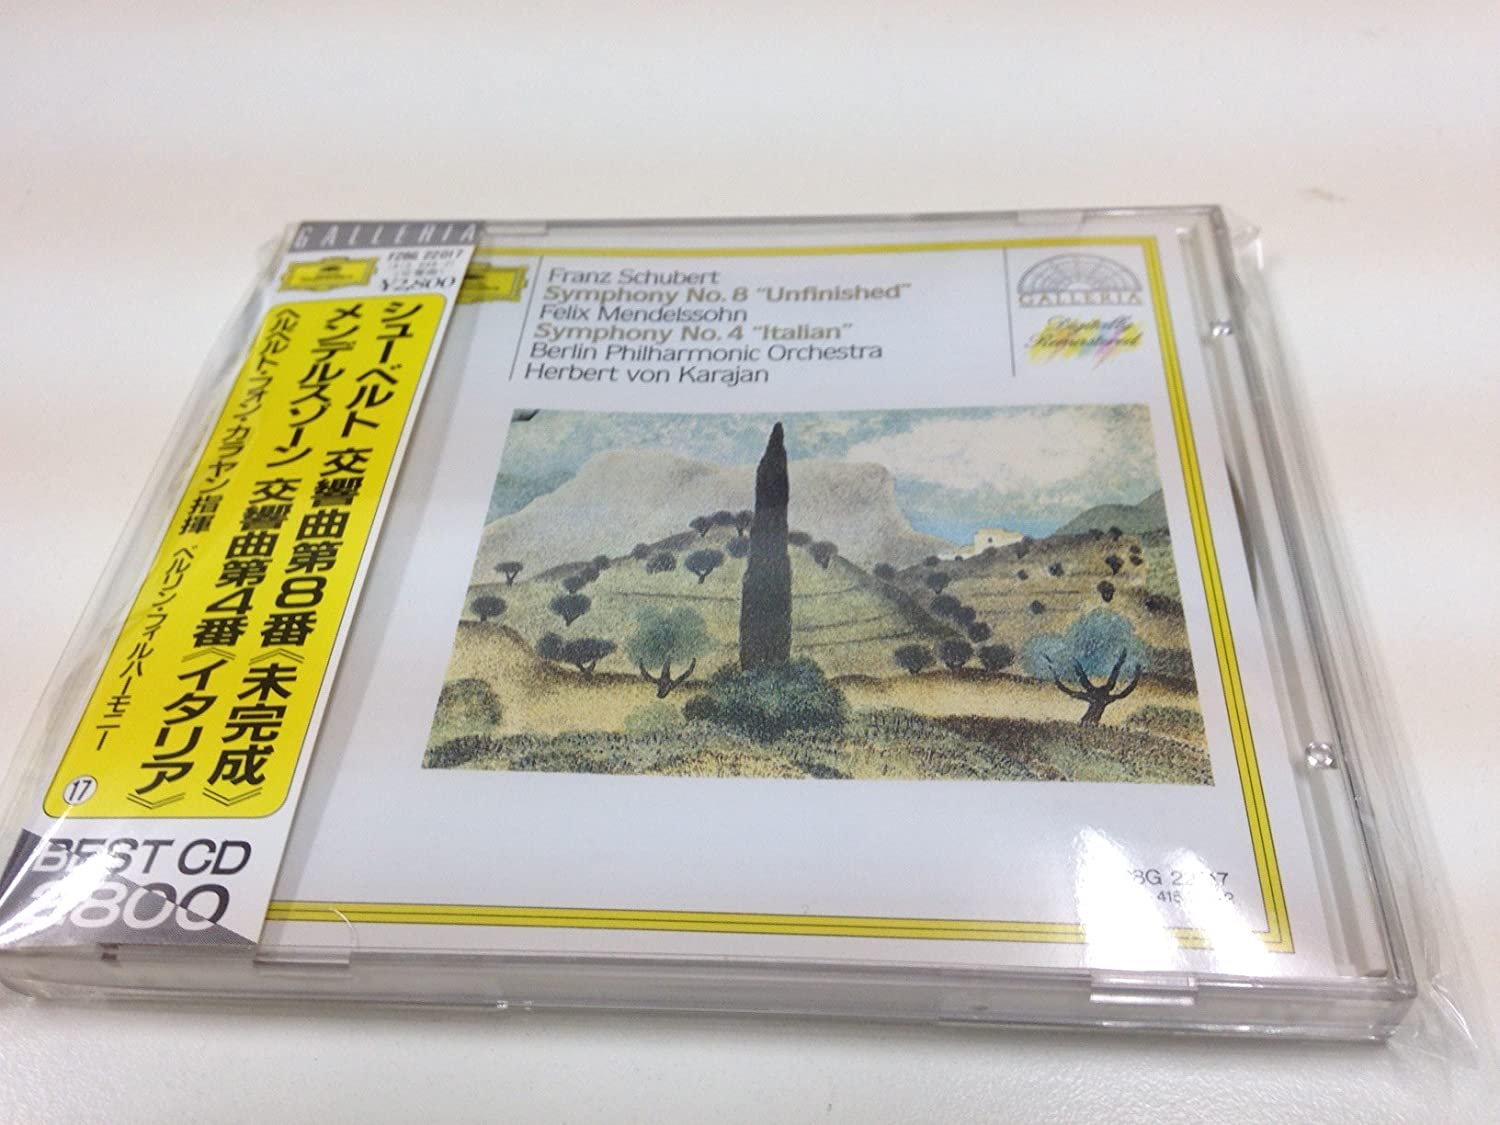 GALLERIA
F28G 22017
¥2,800
シューベルト 交響曲第8番《未完成》
メンデルスゾーン 交響曲第4番《イタリア》
ヘルベルト・フォン・カラヤン指揮 ベルリン・フィルハーモニー
17
BEST CD
2800
Franz Schubert
Symphony No. 8 “Unfinished”
Felix Mendelssohn
Symphony No. 4 “Italian”
Berlin Philharmonic Orchestra
Herbert von Karajan
GALLERIA
Digitally
Remastered